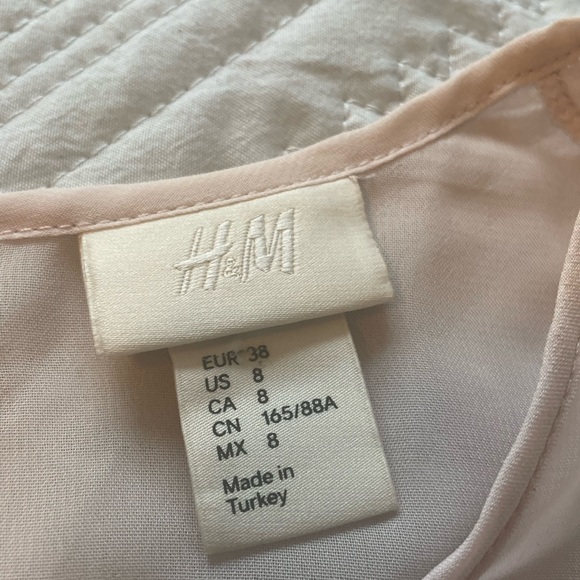 H&M
EUR 38
US 8
CA 8
CN 165/88A
MX 8
Made in
Turkey